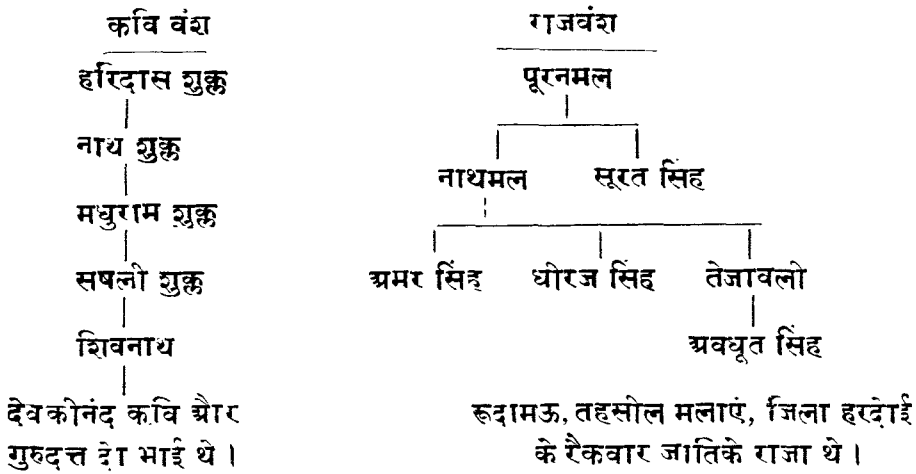 कवि वंश
हरिदास शुक्ल
नाथ शुक्ल
मधुराम शुक्ल
सषली शुक्ल
शिवनाथ
देवकीनंद कवि और
गुरुदत्त दो भाई थे।
राजवंश
पूरनमल
नाथमल सूरत सिंह
अमर सिंह धीरज सिंह तेजावली
अवधूत सिंह
रूदामऊ, तहसील मलाएं, जिला हरदोई
के रैकवार जातिके राजा थे।